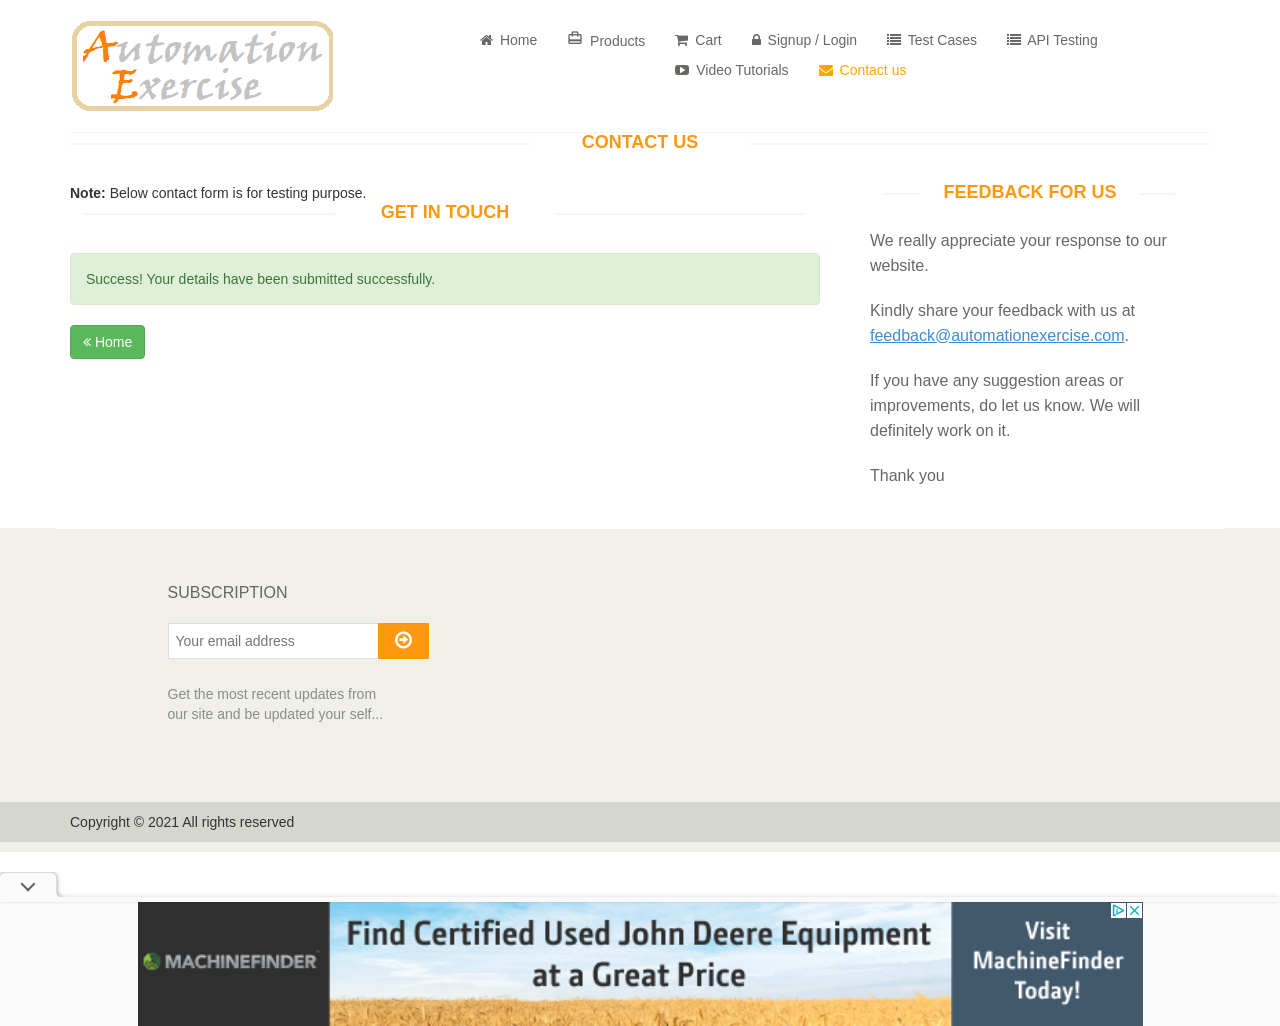 Automation
Exercise
Home
Products
Cart
Signup / Login
Test Cases
API Testing
Video Tutorials
Contact us
CONTACT US
Note: Below contact form is for testing purpose.
GET IN TOUCH
Success! Your details have been submitted successfully.
Home
FEEDBACK FOR US
We really appreciate your response to our
website.
Kindly share your feedback with us at
feedback@automationexercise.com.
If you have any suggestion areas or
improvements, do let us know. We will
definitely work on it.
Thank you
SUBSCRIPTION
Your email address
Get the most recent updates from
our site and be updated your self...
Copyright © 2021 All rights reserved
MACHINEFINDER
Find Certified Used John Deere Equipment
at a Great Price
Visit
MachineFinder
Today!